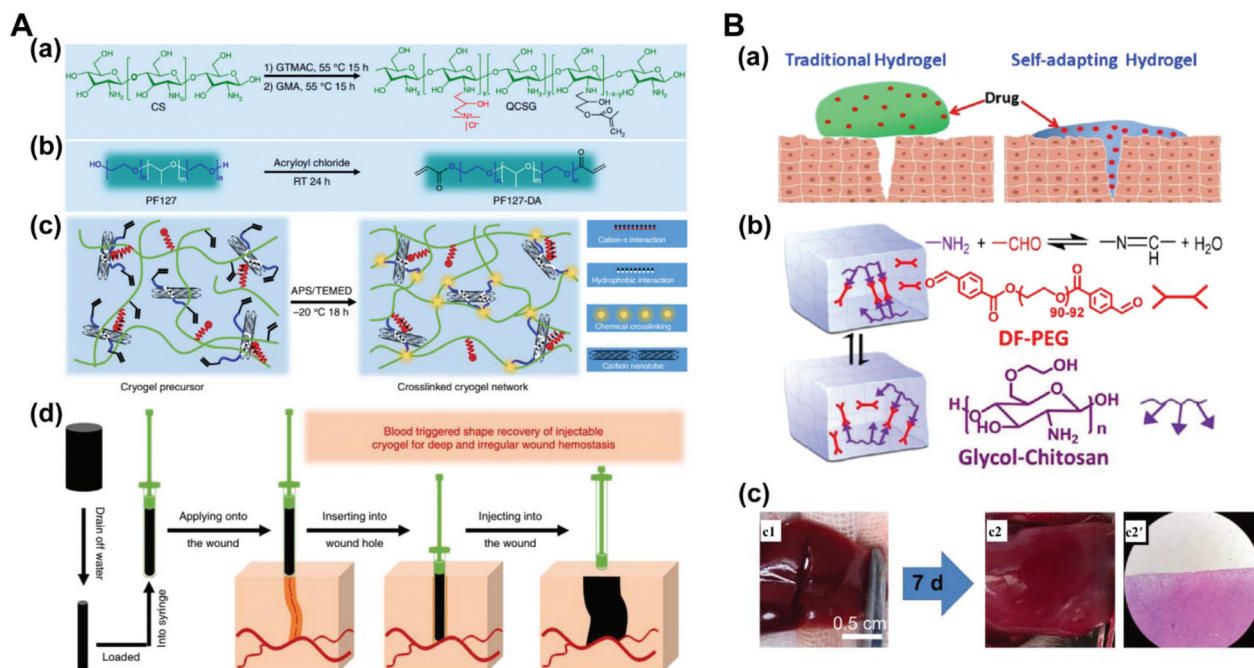 A
(a)
CS
1) GTMAC, 55 °C 15 h
2) GMA, 55 °C 15 h
QCSG
(b)
PF127
Acryloyl chloride
RT 24 h
PF127-DA
(c)
Cryogel precursor
APS/TEMED
–20 °C 18 h
Crosslinked cryogel network
Cation-π interaction
Hydrophobic interaction
Chemical crosslinking
Carbon nanotube
(d)
Blood triggered shape recovery of injectable
cryogel for deep and irregular wound hemostasis
Drain off water
Loaded
Into syringe
Applying onto
the wound
Inserting into
wound hole
Injecting into
the wound
B
(a)
Traditional Hydrogel
Self-adapting Hydrogel
Drug
(b)
—NH₂ + —CHO ⇌ —N=CH + H₂O
90-92
DF-PEG
Glycol-Chitosan
(c)
c1
0.5 cm
7 d
c2
c2′